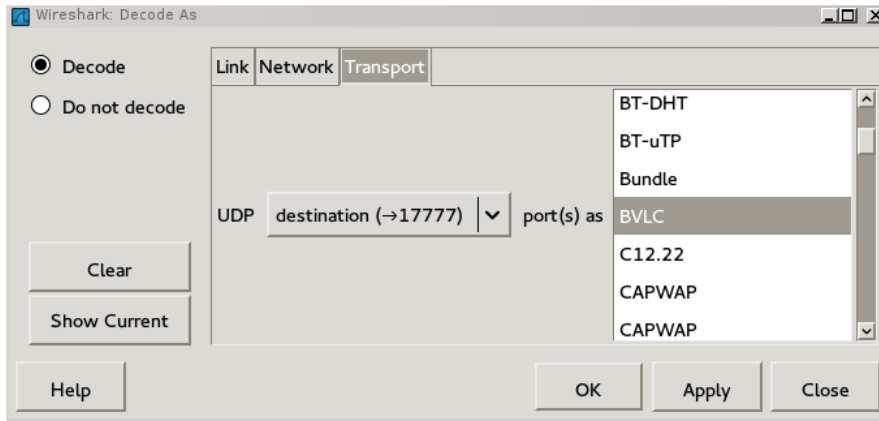 Wireshark: Decode As
Decode
Do not decode
Clear
Show Current
Link Network Transport
UDP destination (→17777) port(s) as
BT-DHT
BT-uTP
Bundle
BVLC
C12.22
CAPWAP
CAPWAP
Help OK Apply Close